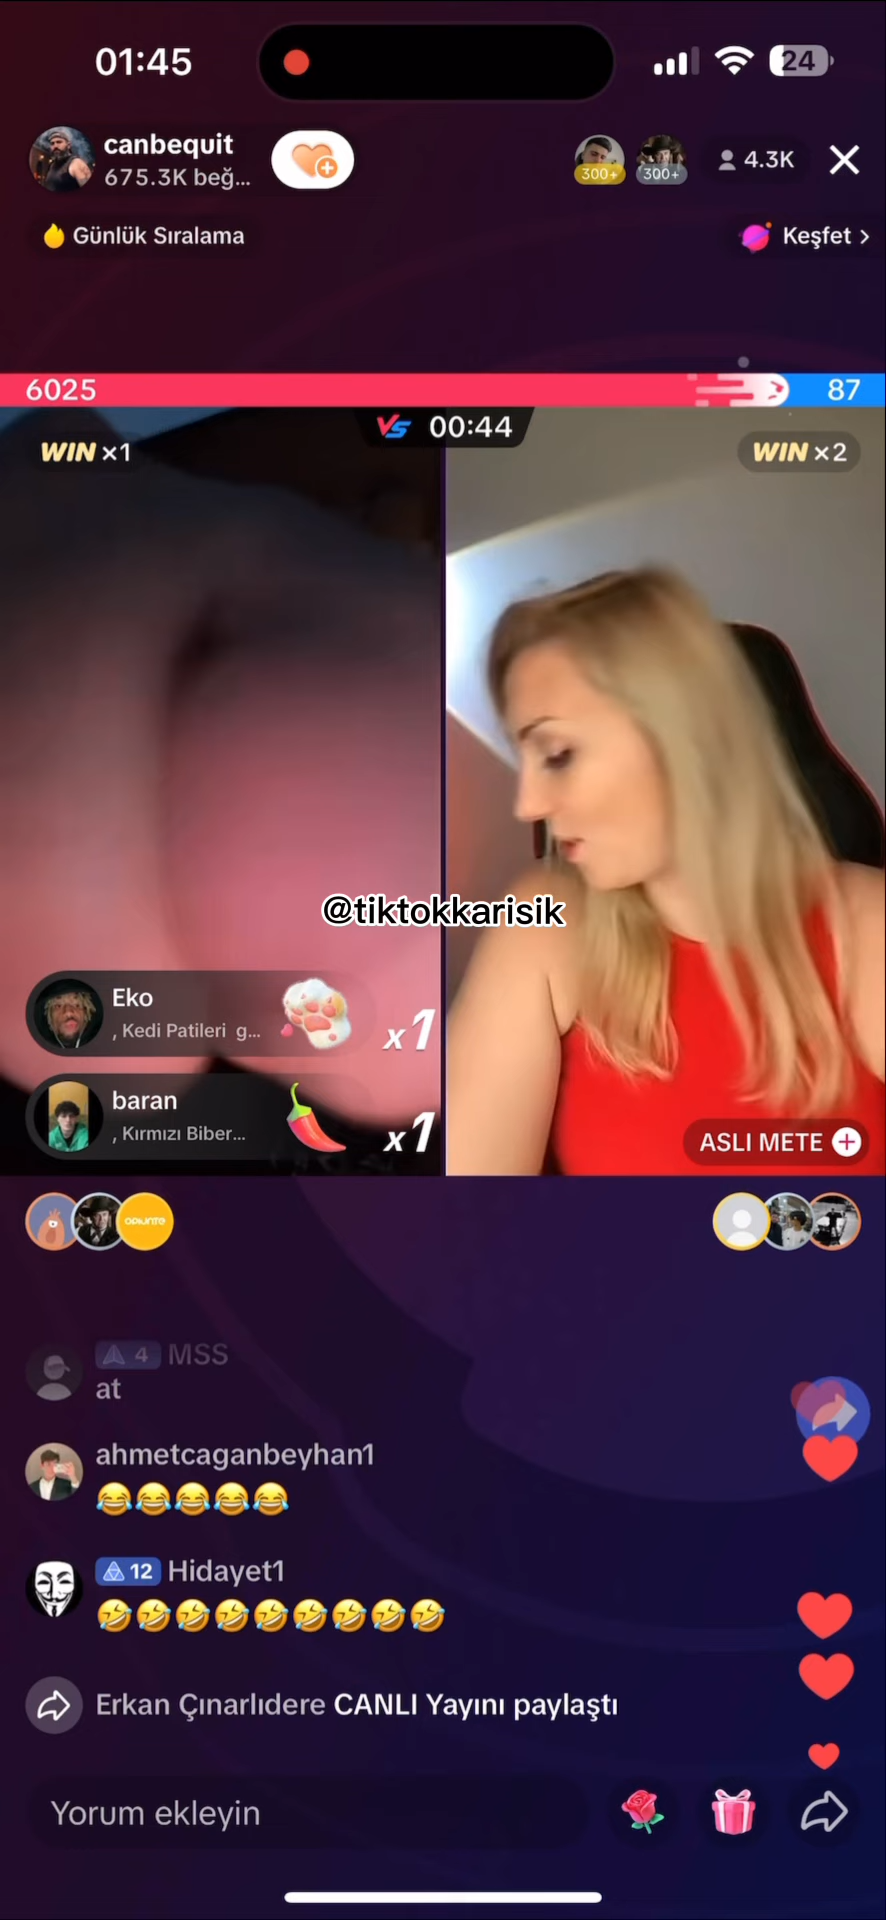 01:45
24
canbequit
675.3K beğ...
300+
300+
4.3K
Günlük Sıralama
Keşfet >
6025
87
VS 00:44
WIN x1
WIN x2
@tiktokkarisik
Eko
, Kedi Patileri g...
x1
baran
, Kırmızı Biber...
x1
ASLI METE
4 MSS
at
ahmetcaganbeyhan1
😂😂😂😂😂
12 Hidayet1
🤣🤣🤣🤣🤣🤣🤣🤣🤣
Erkan Çınarlıdere CANLI Yayını paylaştı
Yorum ekleyin